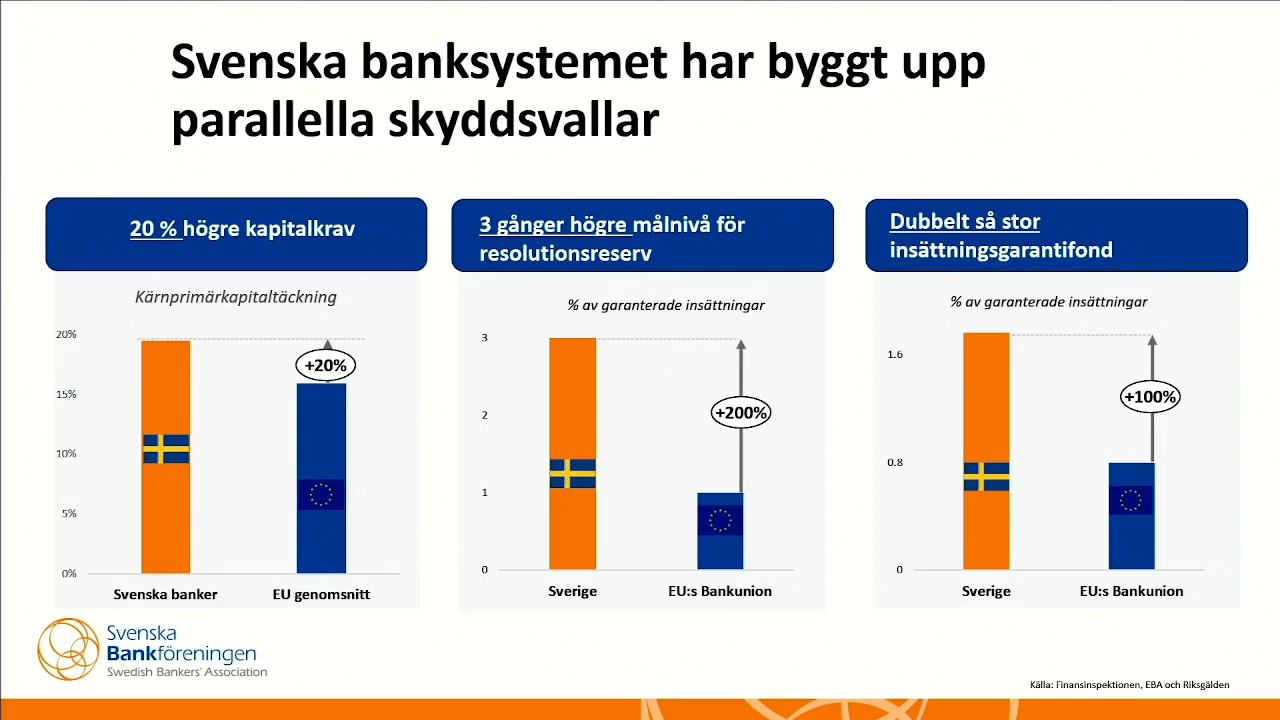 Svenska banksystemet har byggt upp
parallella skyddsvallar
20 % högre kapitalkrav
Kärnprimärkapitaltäckning
20%
15%
10%
5%
0%
+20%
Svenska banker
EU genomsnitt
3 gånger högre målnivå för
resolutionsreserv
% av garanterade insättningar
3
2
1
0
+200%
Sverige
EU:s Bankunion
Dubbelt så stor
insättningsgarantifond
% av garanterade insättningar
1.6
0.8
0
+100%
Sverige
EU:s Bankunion
Svenska
Bankföreningen
Swedish Bankers' Association
Källa: Finansinspektionen, EBA och Riksgälden